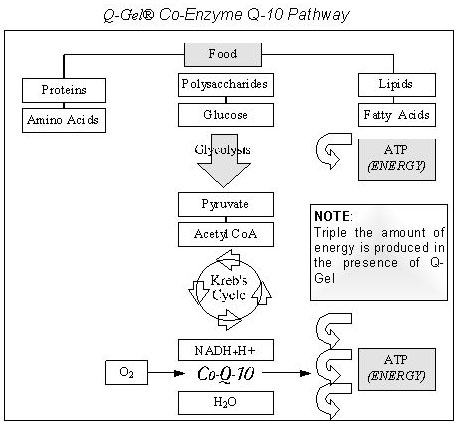 Q-Gel® Co-Enzyme Q-10 Pathway
Food
Proteins
Polysaccharides
Lipids
Amino Acids
Glucose
Fatty Acids
Glycolysis
ATP
(ENERGY)
Pyruvate
Acetyl CoA
NOTE:
Triple the amount of
energy is produced in
the presence of Q-
Gel
Kreb's
Cycle
NADH+H+
O2
Co-Q-10
ATP
(ENERGY)
H2O